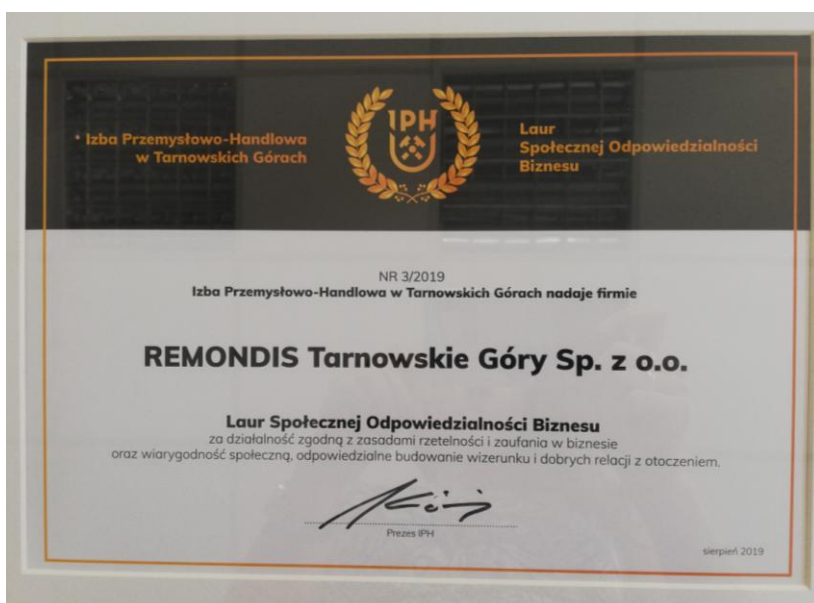 Izba Przemysłowo-Handlowa
w Tarnowskich Górach
IPH
Laur
Społecznej Odpowiedzialności
Biznesu
NR 3/2019
Izba Przemysłowo-Handlowa w Tarnowskich Górach nadaje firmie
REMONDIS Tarnowskie Góry Sp. z o.o.
Laur Społecznej Odpowiedzialności Biznesu
za działalność zgodną z zasadami rzetelności i zaufania w biznesie
oraz wiarygodność społeczną, odpowiedzialne budowanie wizerunku i dobrych relacji z otoczeniem.
Prezes IPH
sierpień 2019